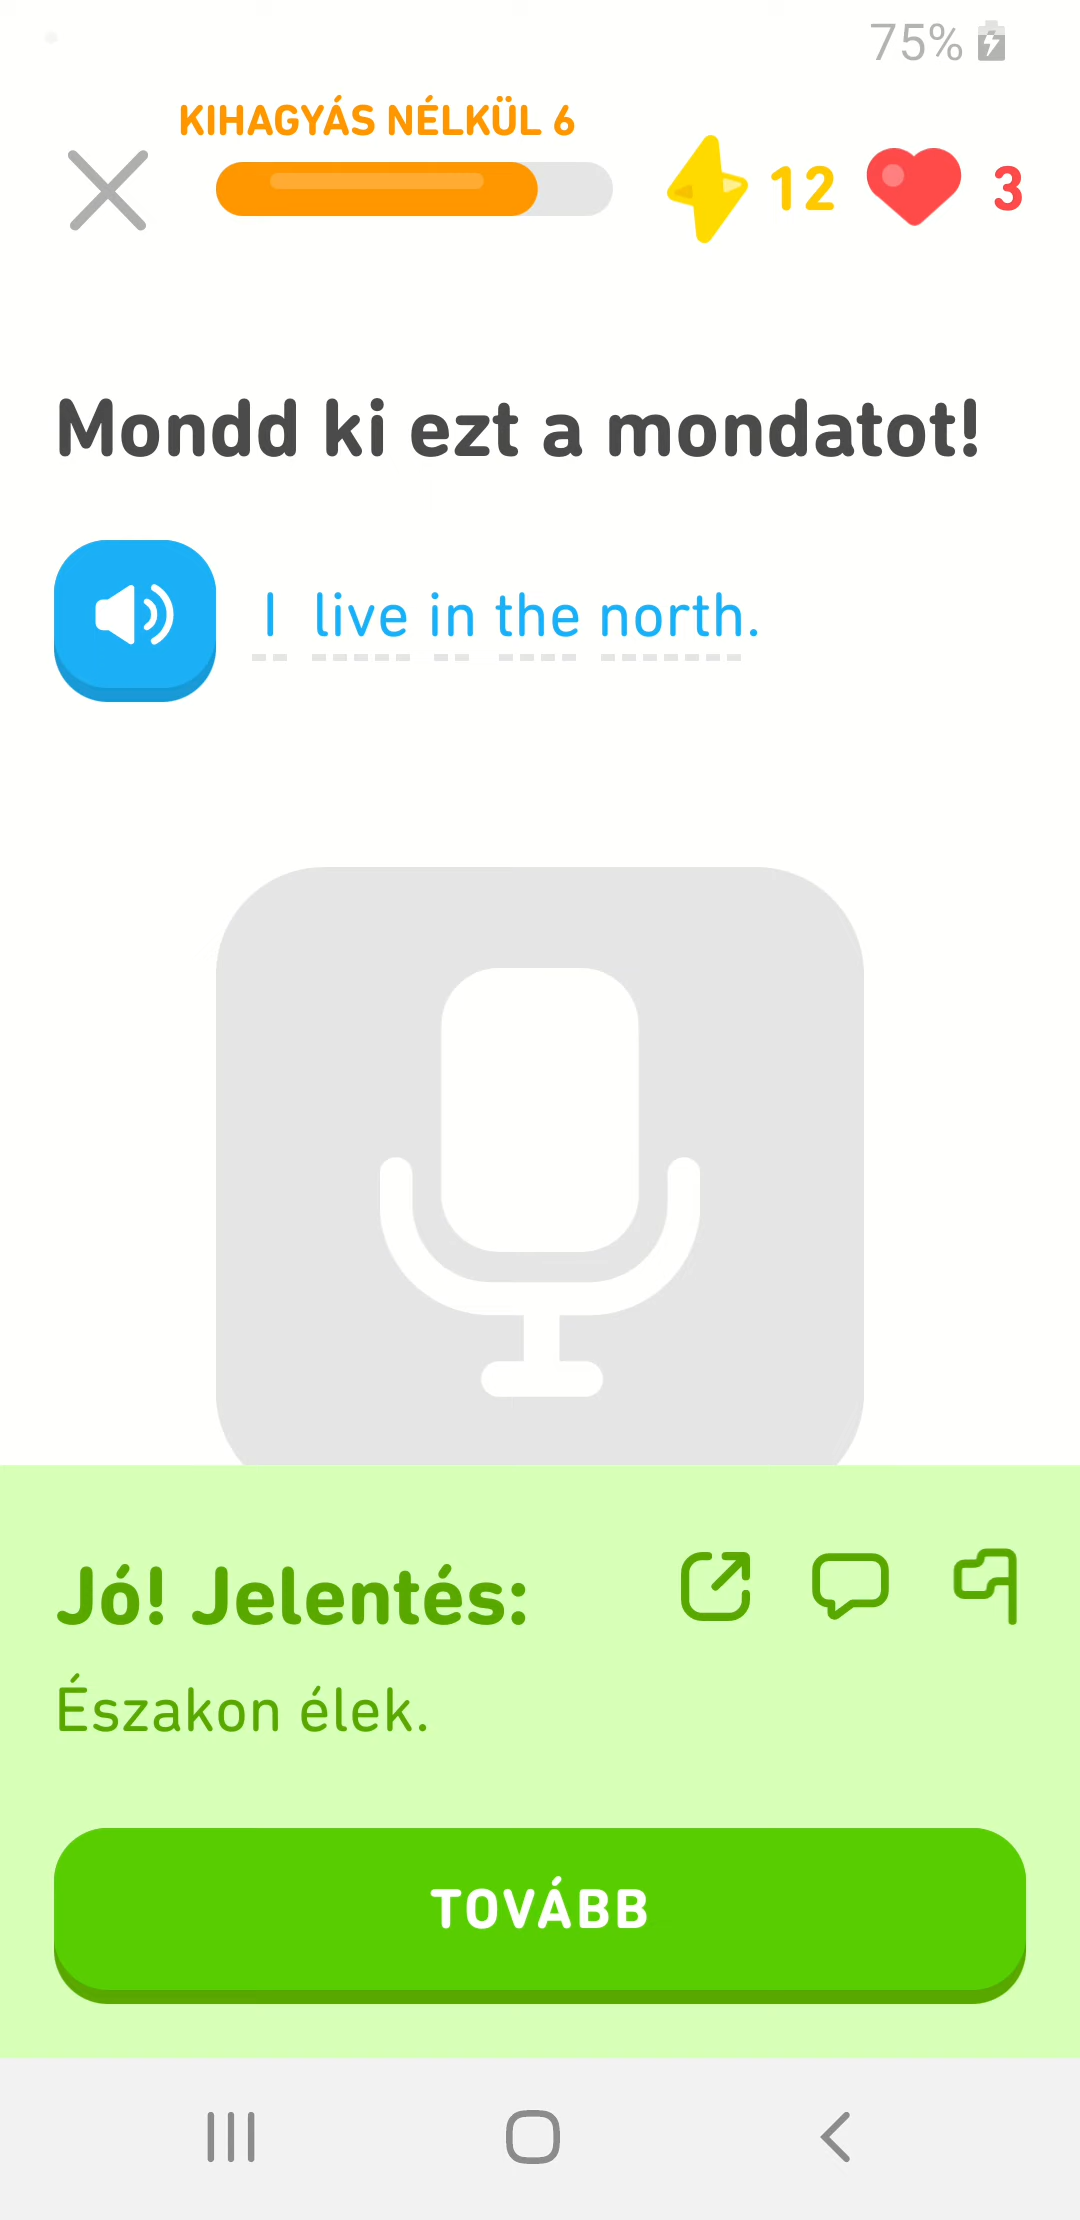 75%
KIHAGYÁS NÉLKÜL 6
12
3
Mondd ki ezt a mondatot!
I live in the north.
Jó! Jelentés:
Északon élek.
TOVÁBB